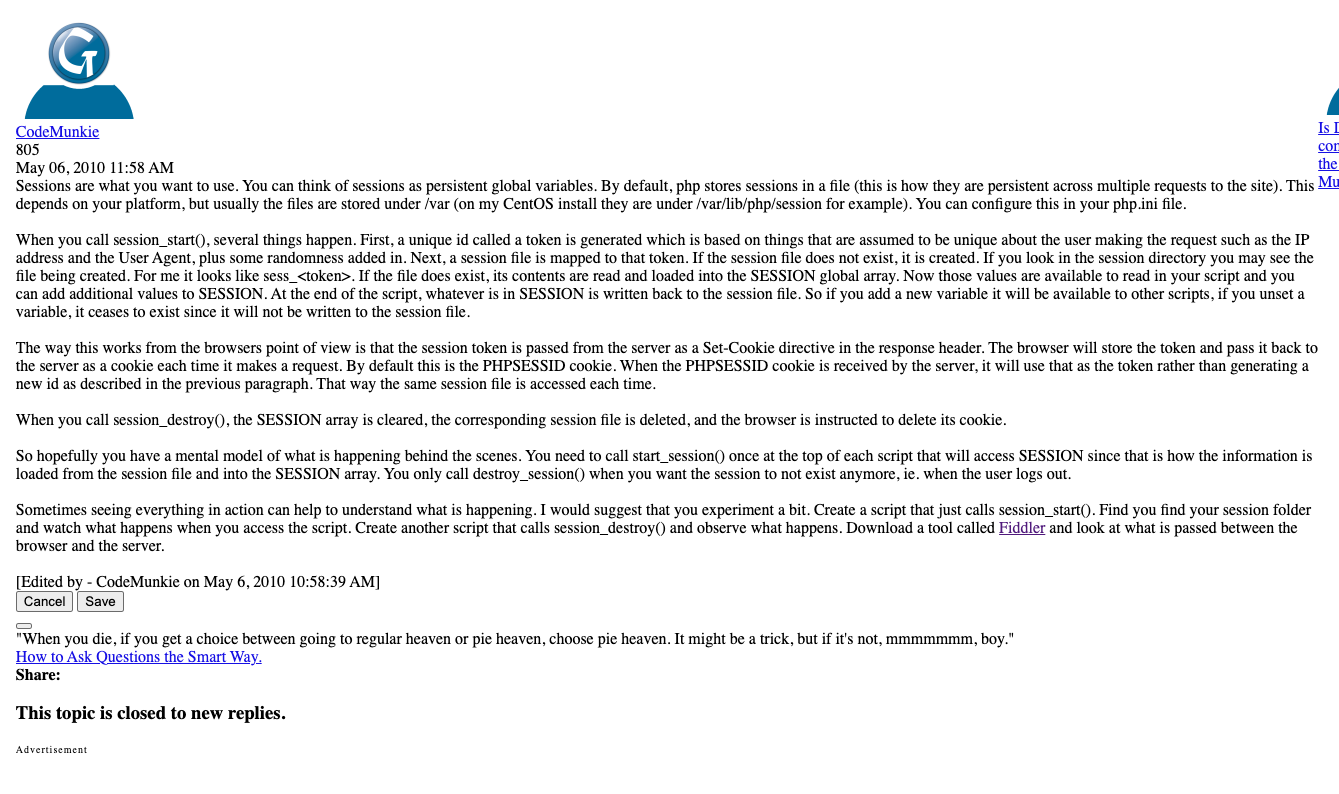 CodeMunkie
805
May 06, 2010 11:58 AM
Sessions are what you want to use. You can think of sessions as persistent global variables. By default, php stores sessions in a file (this is how they are persistent across multiple requests to the site). This
depends on your platform, but usually the files are stored under /var (on my CentOS install they are under /var/lib/php/session for example). You can configure this in your php.ini file.
When you call session_start(), several things happen. First, a unique id called a token is generated which is based on things that are assumed to be unique about the user making the request such as the IP
address and the User Agent, plus some randomness added in. Next, a session file is mapped to that token. If the session file does not exist, it is created. If you look in the session directory you may see the
file being created. For me it looks like sess_<token>. If the file does exist, its contents are read and loaded into the SESSION global array. Now those values are available to read in your script and you
can add additional values to SESSION. At the end of the script, whatever is in SESSION is written back to the session file. So if you add a new variable it will be available to other scripts, if you unset a
variable, it ceases to exist since it will not be written to the session file.
The way this works from the browsers point of view is that the session token is passed from the server as a Set-Cookie directive in the response header. The browser will store the token and pass it back to
the server as a cookie each time it makes a request. By default this is the PHPSESSID cookie. When the PHPSESSID cookie is received by the server, it will use that as the token rather than generating a
new id as described in the previous paragraph. That way the same session file is accessed each time.
When you call session_destroy(), the SESSION array is cleared, the corresponding session file is deleted, and the browser is instructed to delete its cookie.
So hopefully you have a mental model of what is happening behind the scenes. You need to call start_session() once at the top of each script that will access SESSION since that is how the information is
loaded from the session file and into the SESSION array. You only call destroy_session() when you want the session to not exist anymore, ie. when the user logs out.
Sometimes seeing everything in action can help to understand what is happening. I would suggest that you experiment a bit. Create a script that just calls session_start(). Find you find your session folder
and watch what happens when you access the script. Create another script that calls session_destroy() and observe what happens. Download a tool called Fiddler and look at what is passed between the
browser and the server.
[Edited by - CodeMunkie on May 6, 2010 10:58:39 AM]
Cancel Save
"When you die, if you get a choice between going to regular heaven or pie heaven, choose pie heaven. It might be a trick, but if it's not, mmmmmmm, boy."
How to Ask Questions the Smart Way.
Share:
This topic is closed to new replies.
Advertisement
Is
the